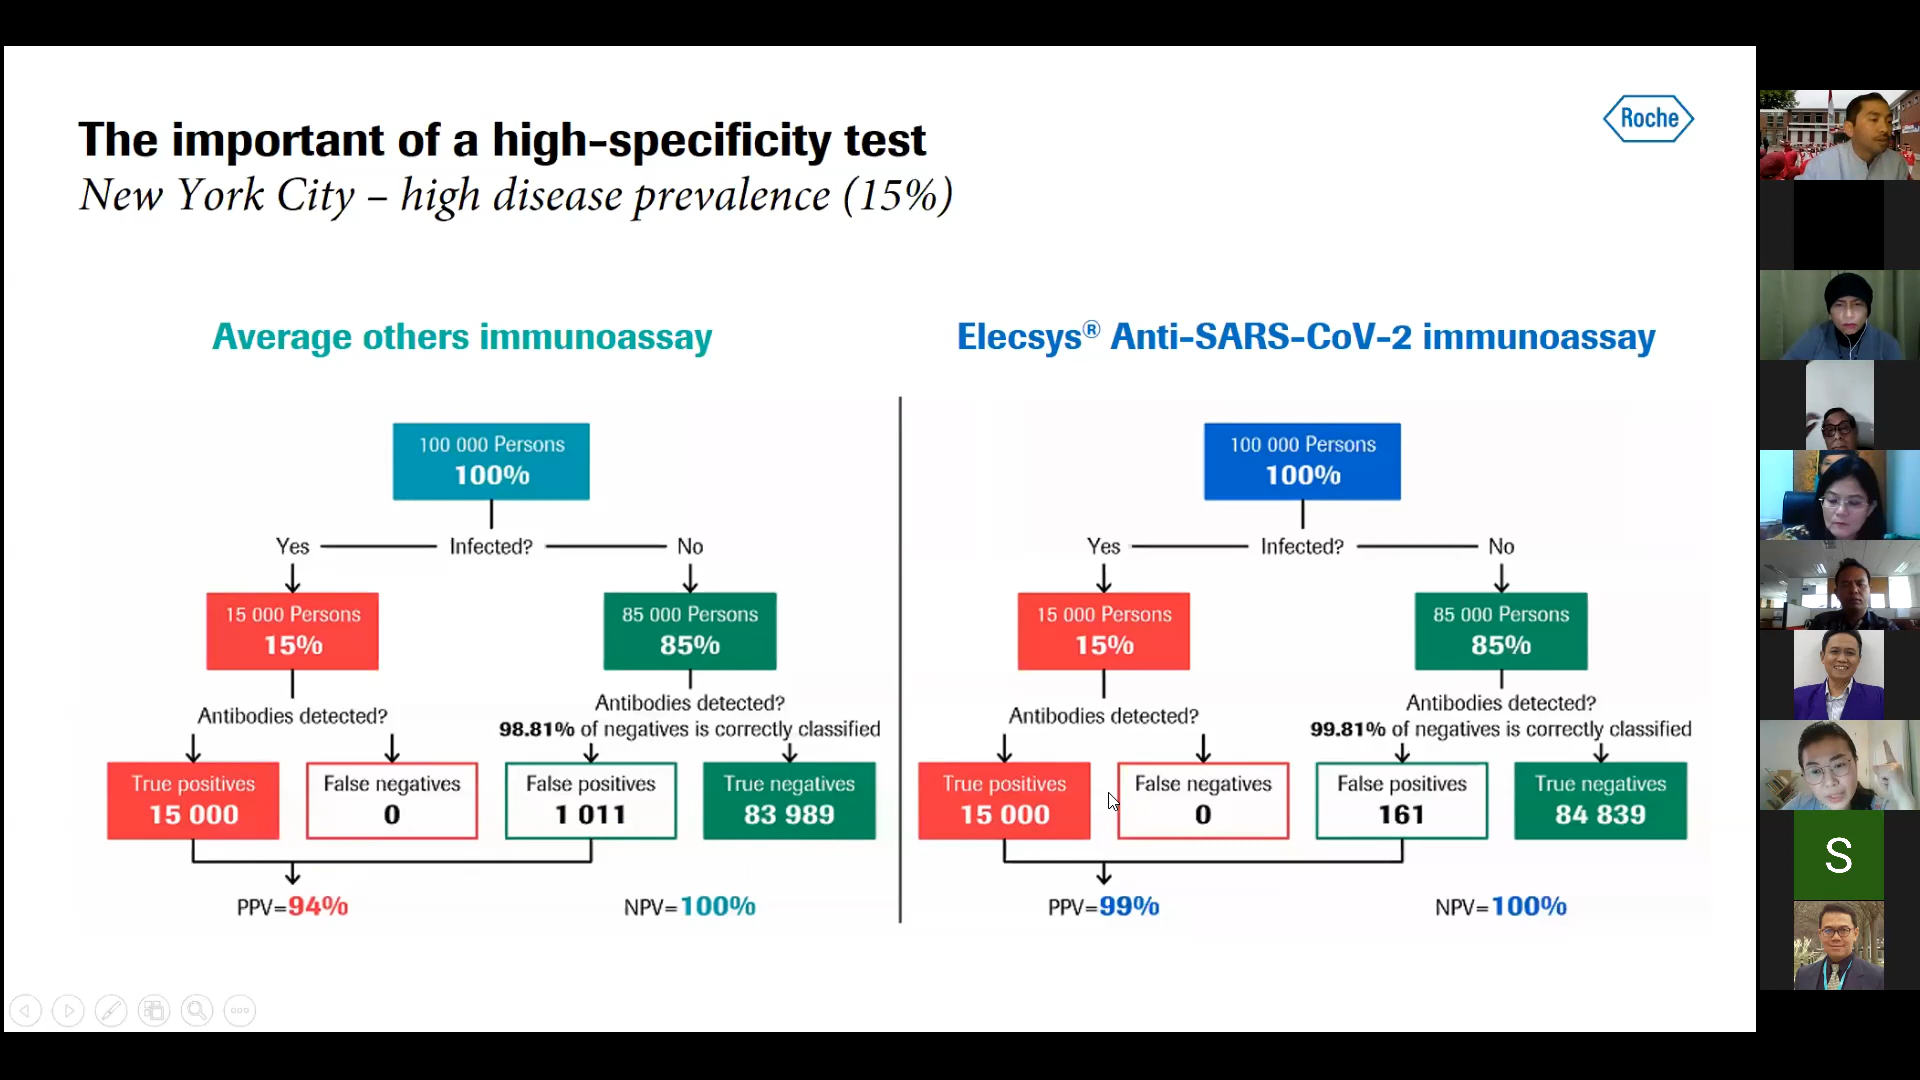 The important of a high-specificity test
New York City – high disease prevalence (15%)
Roche
Average others immunoassay
100 000 Persons
100%
Yes
Infected?
No
15 000 Persons
15%
85 000 Persons
85%
Antibodies detected?
Antibodies detected?
98.81% of negatives is correctly classified
True positives
15 000
False negatives
0
False positives
1 011
True negatives
83 989
PPV=94%
NPV=100%
Elecsys® Anti-SARS-CoV-2 immunoassay
100 000 Persons
100%
Yes
Infected?
No
15 000 Persons
15%
85 000 Persons
85%
Antibodies detected?
Antibodies detected?
99.81% of negatives is correctly classified
True positives
15 000
False negatives
0
False positives
161
True negatives
84 839
PPV=99%
NPV=100%
S